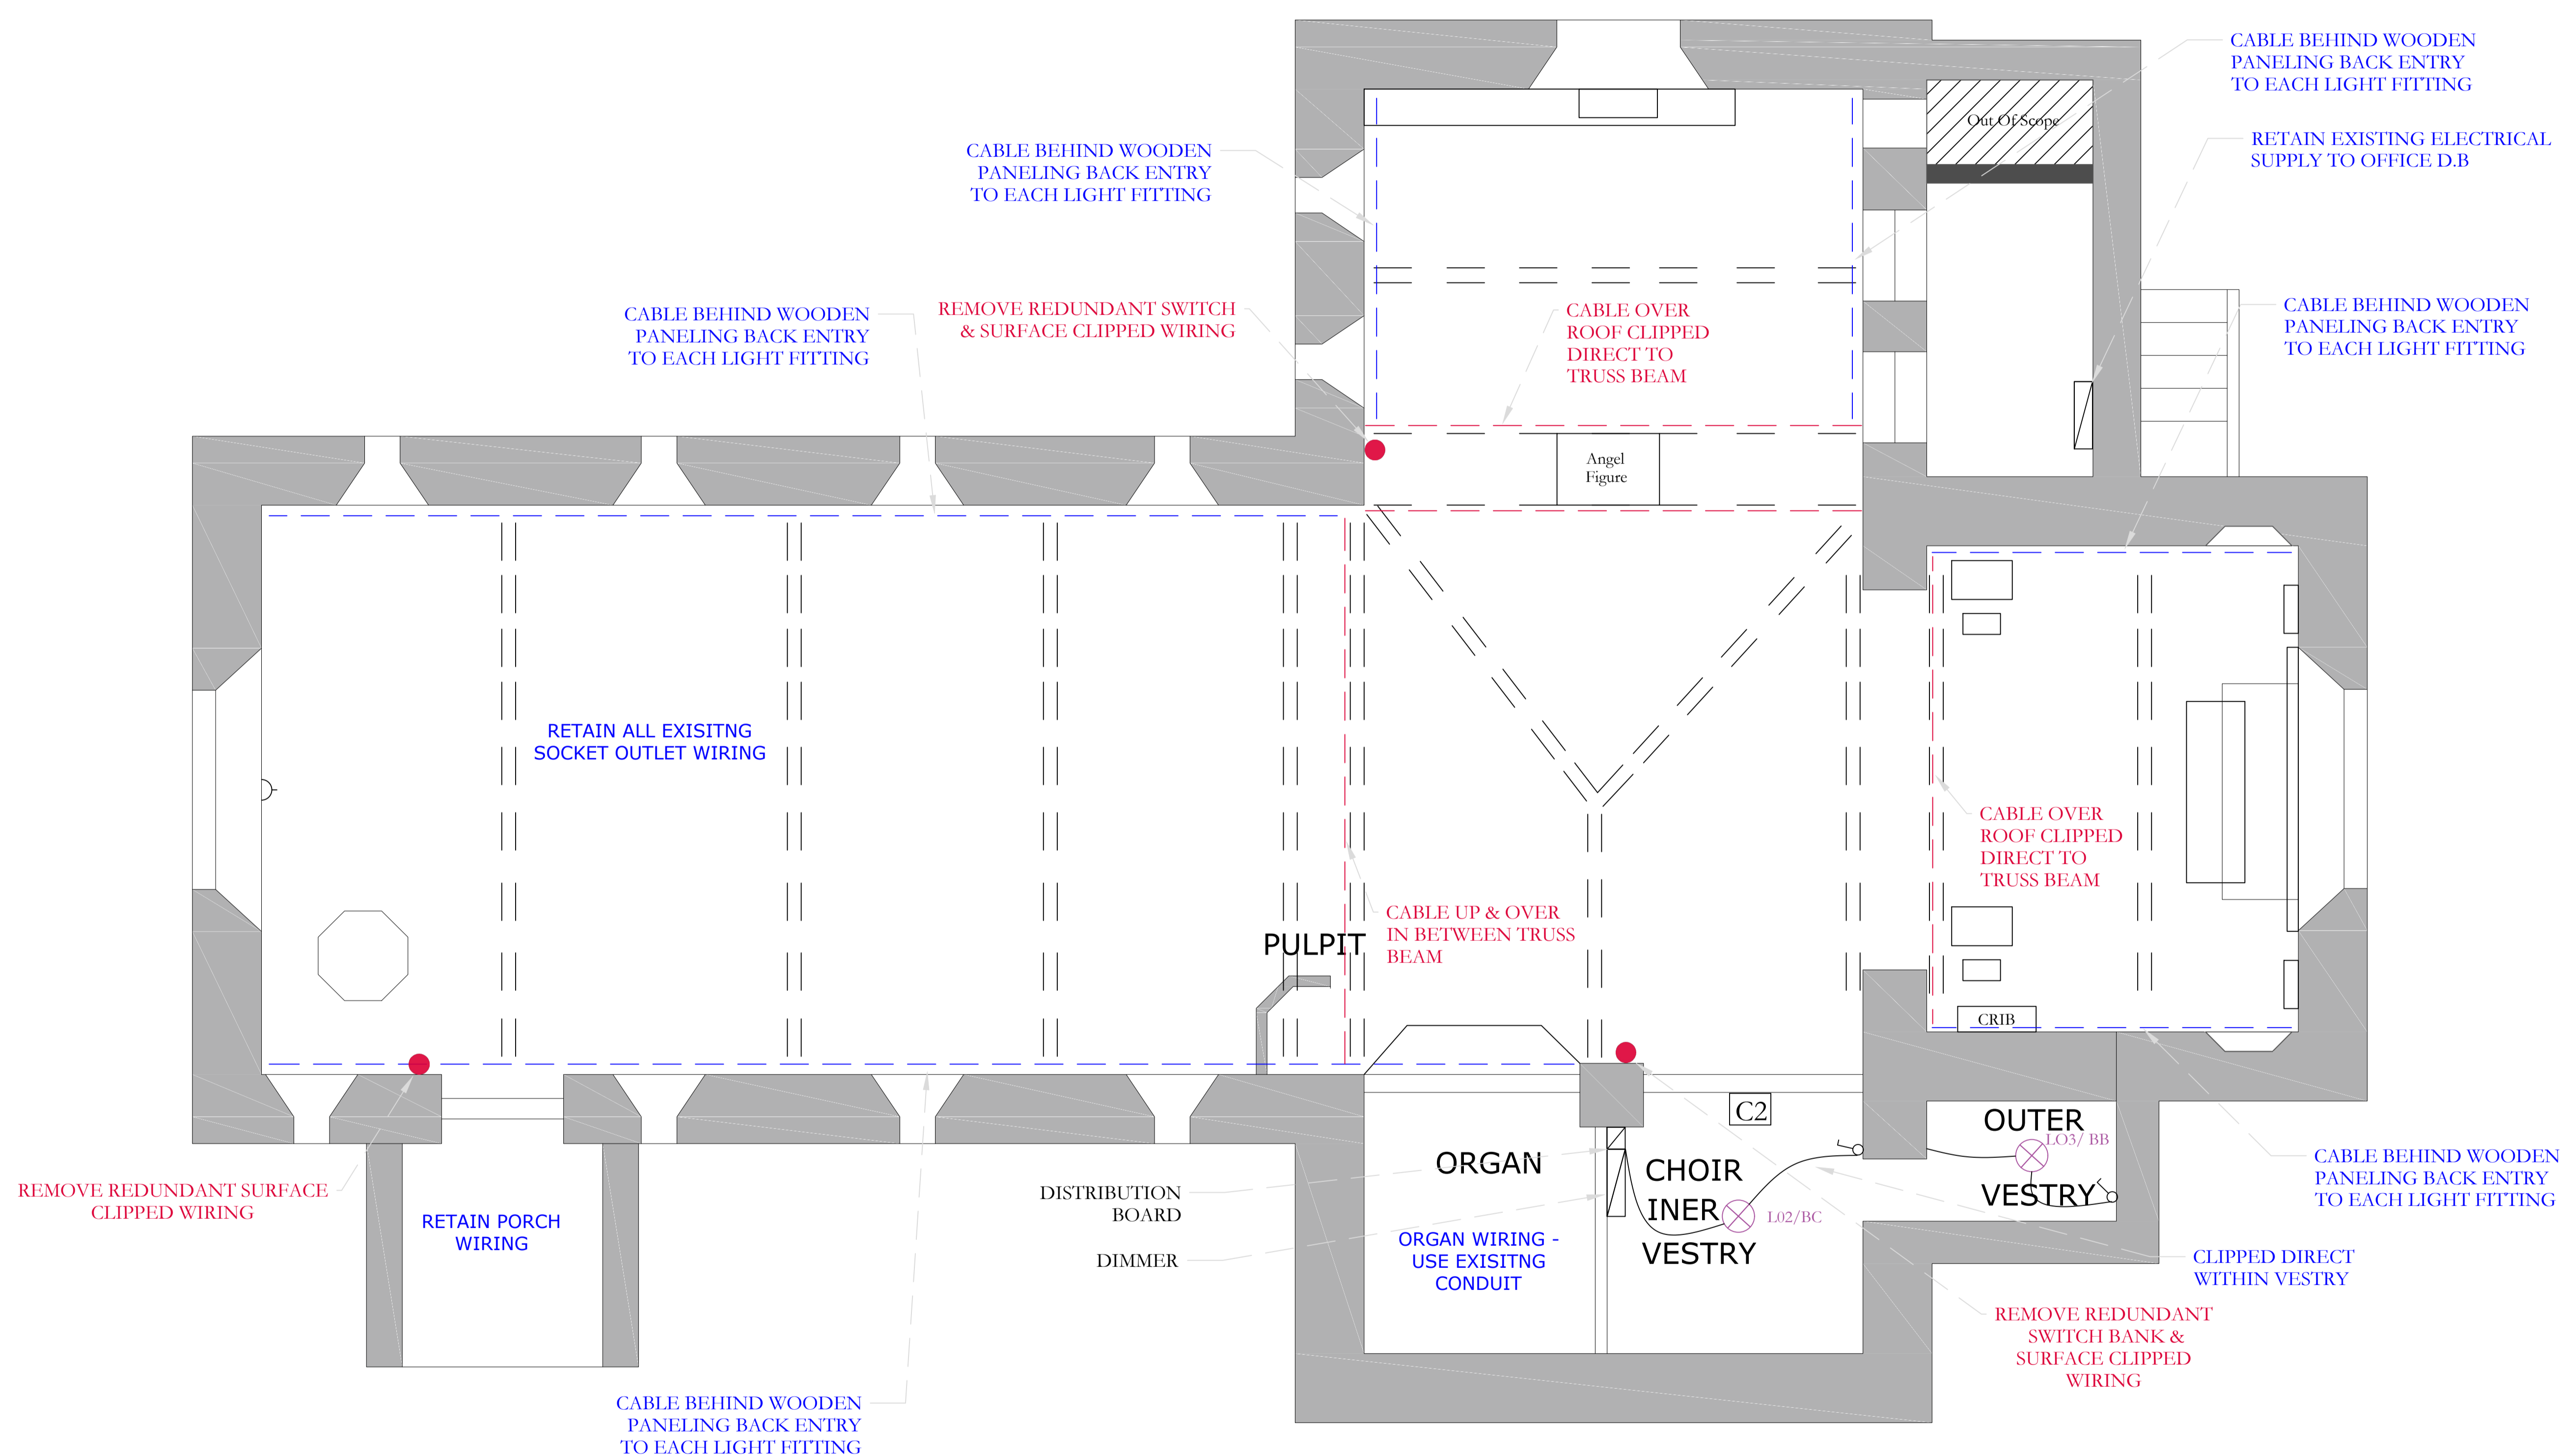 CABLE BEHIND WOODEN
PANELING BACK ENTRY
TO EACH LIGHT FITTING
Out Of Scope
RETAIN EXISTING ELECTRICAL
SUPPLY TO OFFICE D.B
CABLE BEHIND WOODEN
PANELING BACK ENTRY
TO EACH LIGHT FITTING
CABLE BEHIND WOODEN
PANELING BACK ENTRY
TO EACH LIGHT FITTING
REMOVE REDUNDANT SWITCH
& SURFACE CLIPPED WIRING
CABLE OVER
ROOF CLIPPED
DIRECT TO
TRUSS BEAM
CABLE BEHIND WOODEN
PANELING BACK ENTRY
TO EACH LIGHT FITTING
Angel
Figure
RETAIN ALL EXISITNG
SOCKET OUTLET WIRING
CABLE OVER
ROOF CLIPPED
DIRECT TO
TRUSS BEAM
PULPIT
CABLE UP & OVER
IN BETWEEN TRUSS
BEAM
CRIB
C2
OUTER
LO3/ BB
VESTRY
ORGAN
CHOIR
INER
VESTRY
L02/BC
DISTRIBUTION
BOARD
DIMMER
ORGAN WIRING -
USE EXISITNG
CONDUIT
REMOVE REDUNDANT SURFACE
CLIPPED WIRING
RETAIN PORCH
WIRING
CABLE BEHIND WOODEN
PANELING BACK ENTRY
TO EACH LIGHT FITTING
CLIPPED DIRECT
WITHIN VESTRY
REMOVE REDUNDANT
SWITCH BANK &
SURFACE CLIPPED
WIRING
CABLE BEHIND WOODEN
PANELING BACK ENTRY
TO EACH LIGHT FITTING